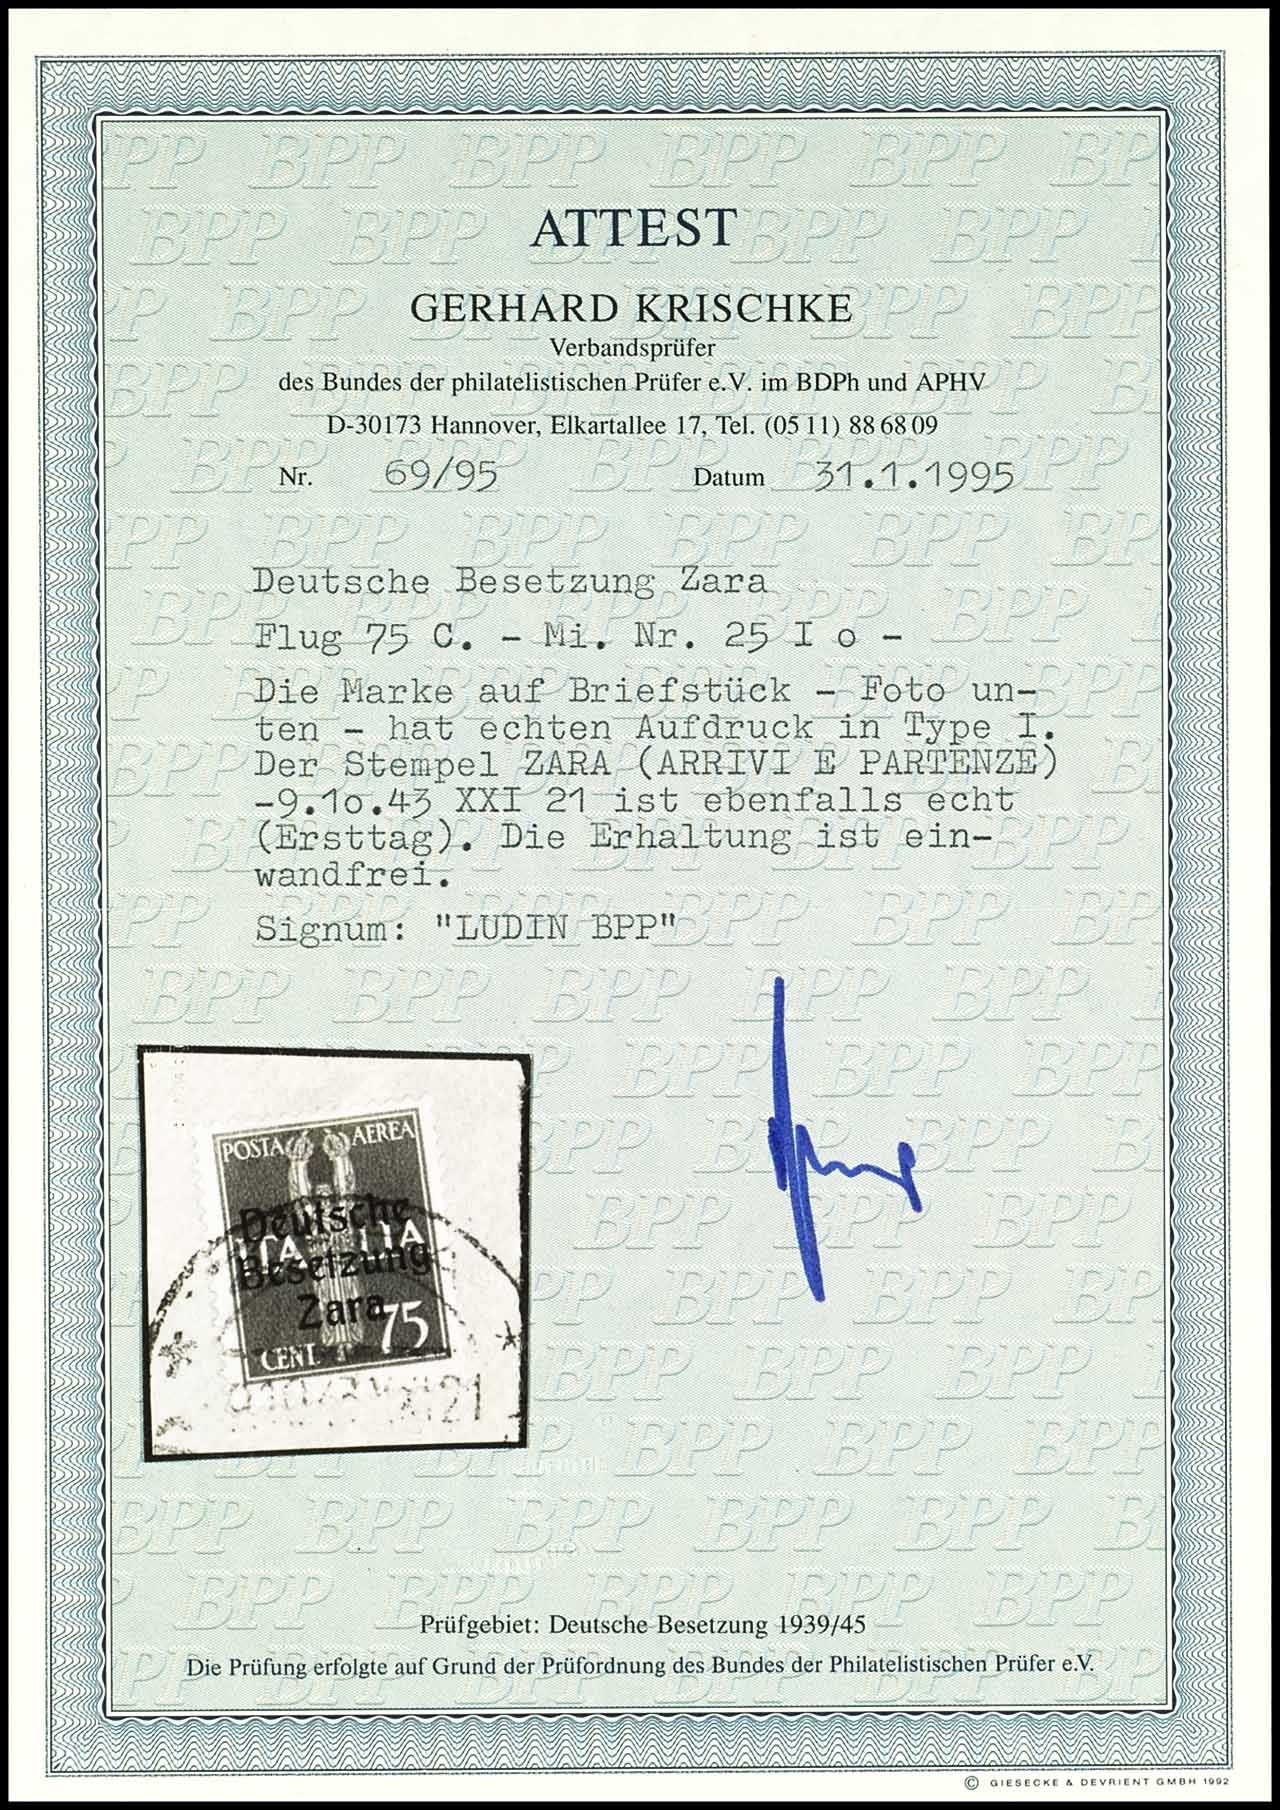 ATTEST
GERHARD KRISCHKE
Verbandsprüfer
des Bundes der philatelistischen Prüfer e.V. im BDPh und APHV
D-30173 Hannover, Elkartallee 17, Tel. (05 11) 88 68 09
Nr. 69/95 Datum 31.1.1995
Deutsche Besetzung Zara
Flug 75 C. - Mi. Nr. 25 I o -
Die Marke auf Briefstück - Foto un-
ten - hat echten Aufdruck in Type I.
Der Stempel ZARA (ARRIVI E PARTENZE)
-9.1o.43 XXI 21 ist ebenfalls echt
(Ersttag). Die Erhaltung ist ein-
wandfrei.
Signum: "LUDIN BPP"
POSTA AEREA
Deutsche
ITALIA
Besetzung
Zara
75
CENT.
21
Prüfgebiet: Deutsche Besetzung 1939/45
Die Prüfung erfolgte auf Grund der Prüfordnung des Bundes der Philatelistischen Prüfer e.V.
© GIESECKE & DEVRIENT GMBH 1992